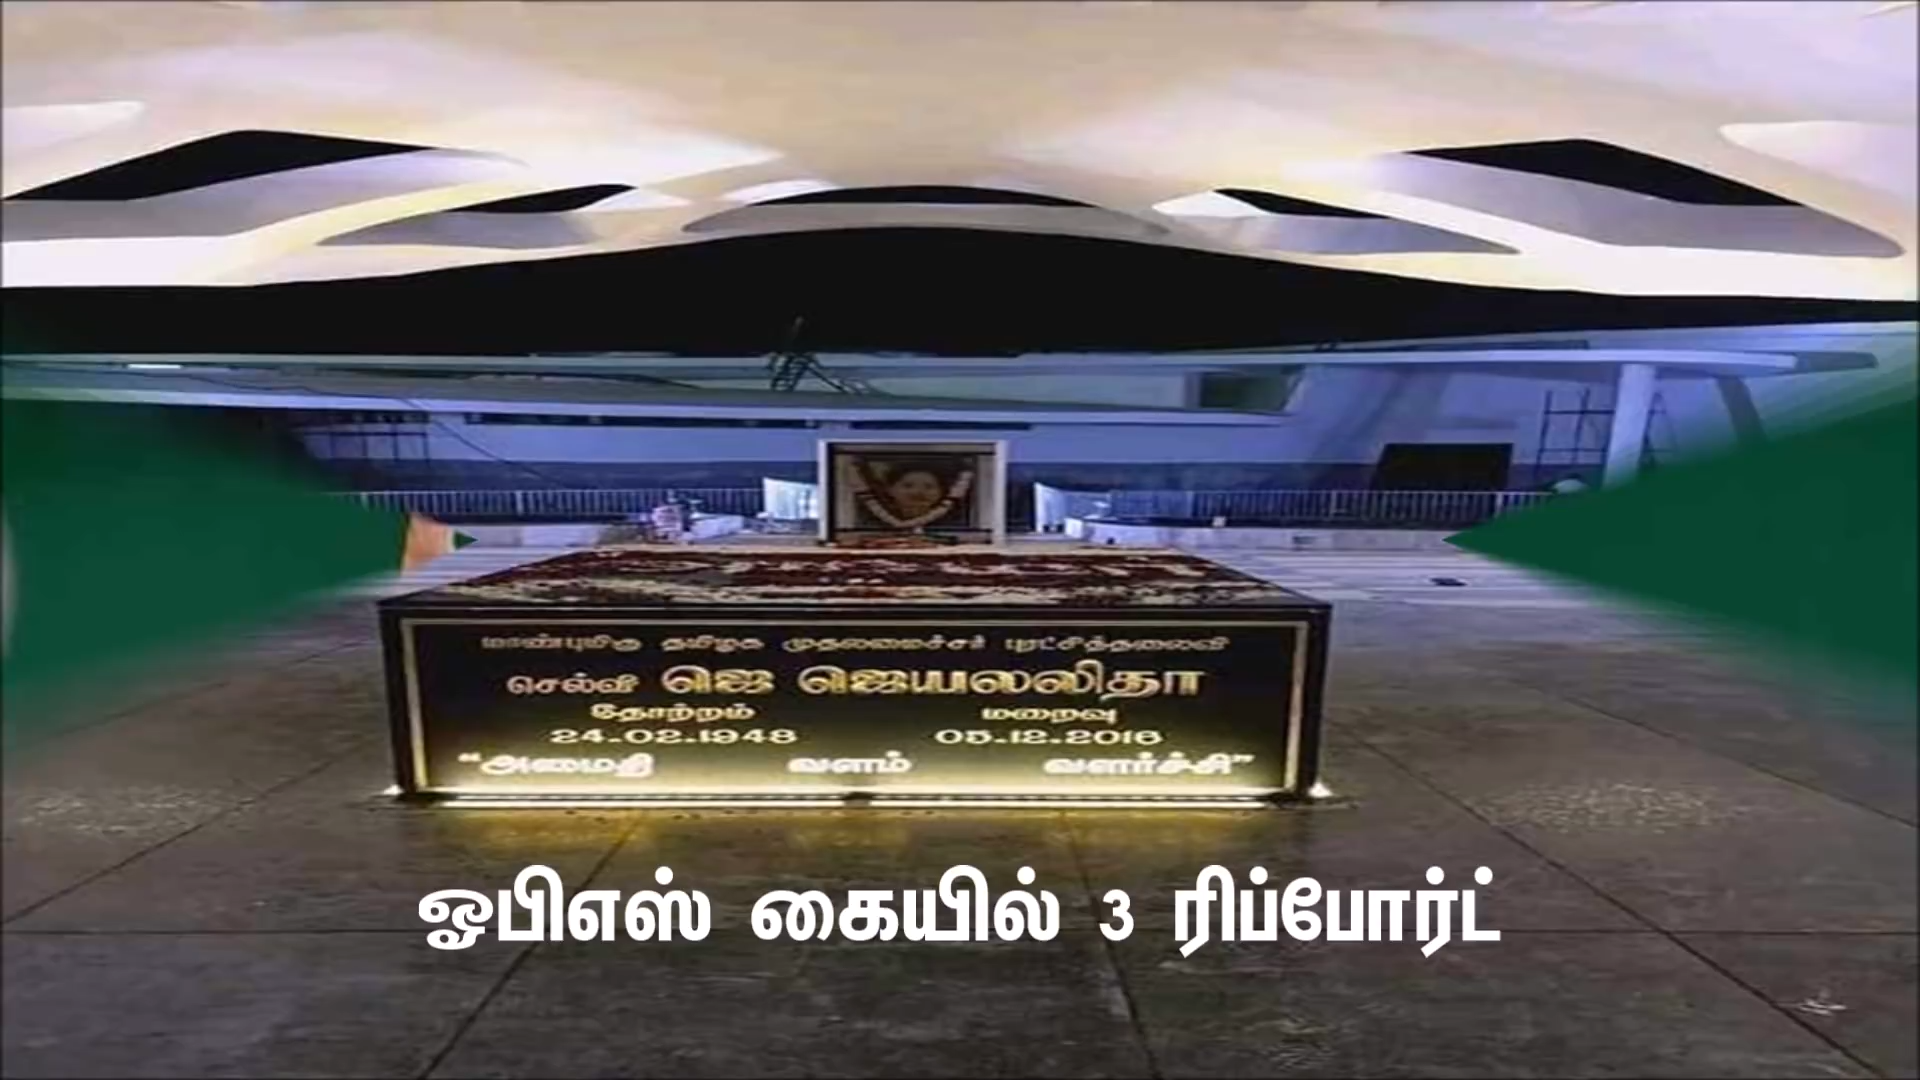 மாண்புமிகு தமிழக முதலமைச்சர் புரட்சித்தலைவி
செல்வி ஜெ ஜெயலலிதா
தோற்றம் மறைவு
24-02-1948 05-12-2016
“அமைதி வளம் வளர்ச்சி”
ஓபிஎஸ் கையில் 3 ரிப்போர்ட்